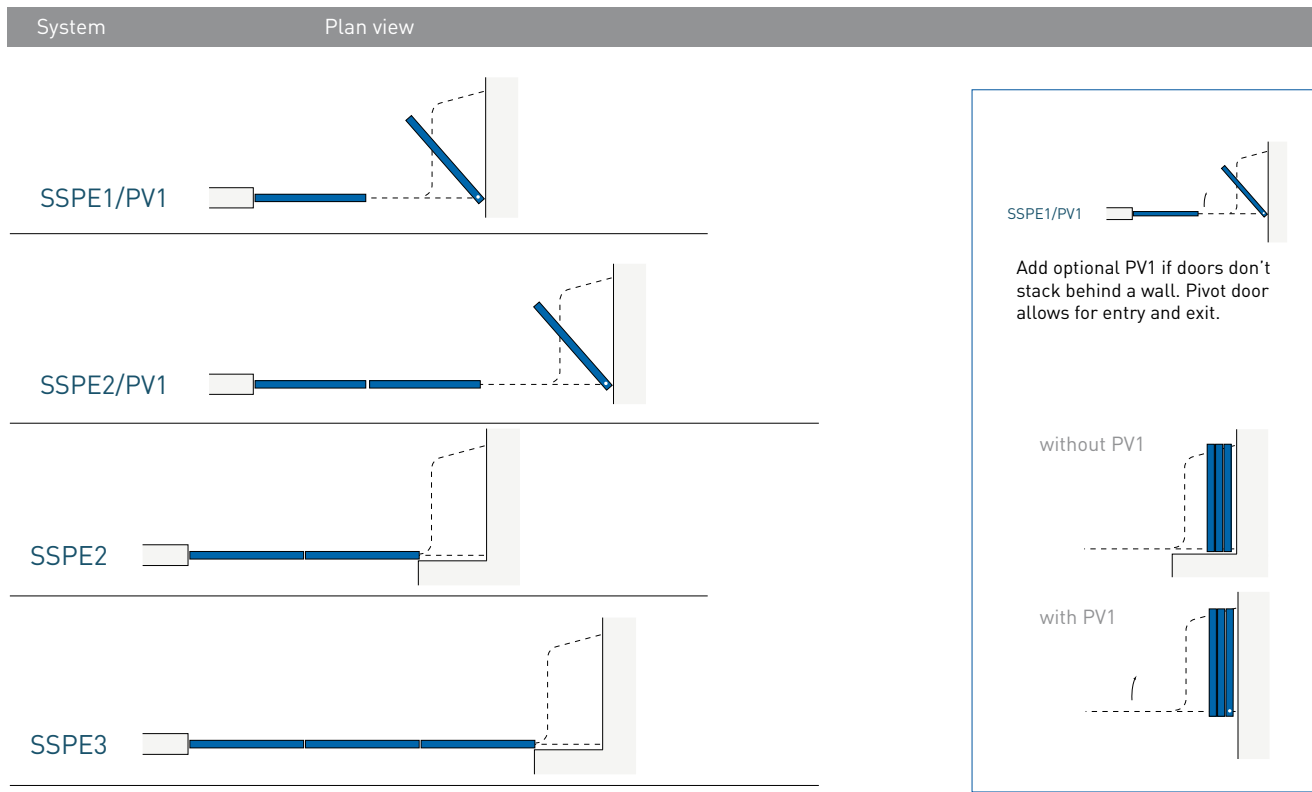 System Plan view
SSPE1/PV1
SSPE2/PV1
SSPE2
SSPE3
SSPE1/PV1
Add optional PV1 if doors don’t
stack behind a wall. Pivot door
allows for entry and exit.
without PV1
with PV1